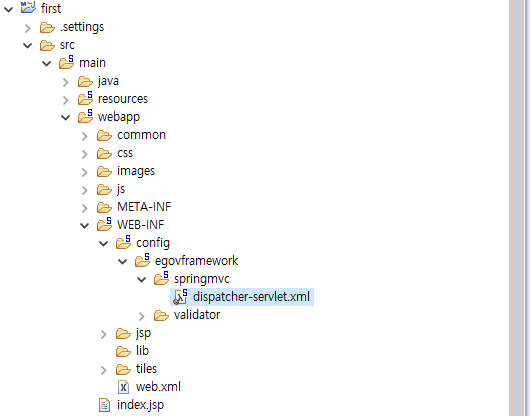 first
.settings
src
main
java
resources
webapp
common
css
images
js
META-INF
WEB-INF
config
egovframework
springmvc
dispatcher-servlet.xml
validator
jsp
lib
tiles
web.xml
index.jsp